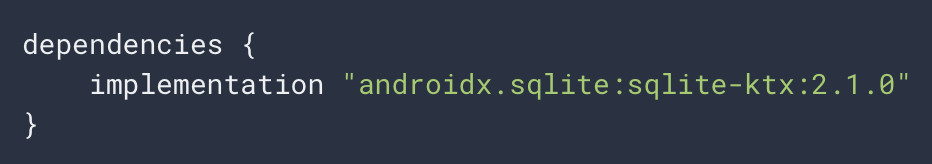 dependencies {
    implementation "androidx.sqlite:sqlite-ktx:2.1.0"
}